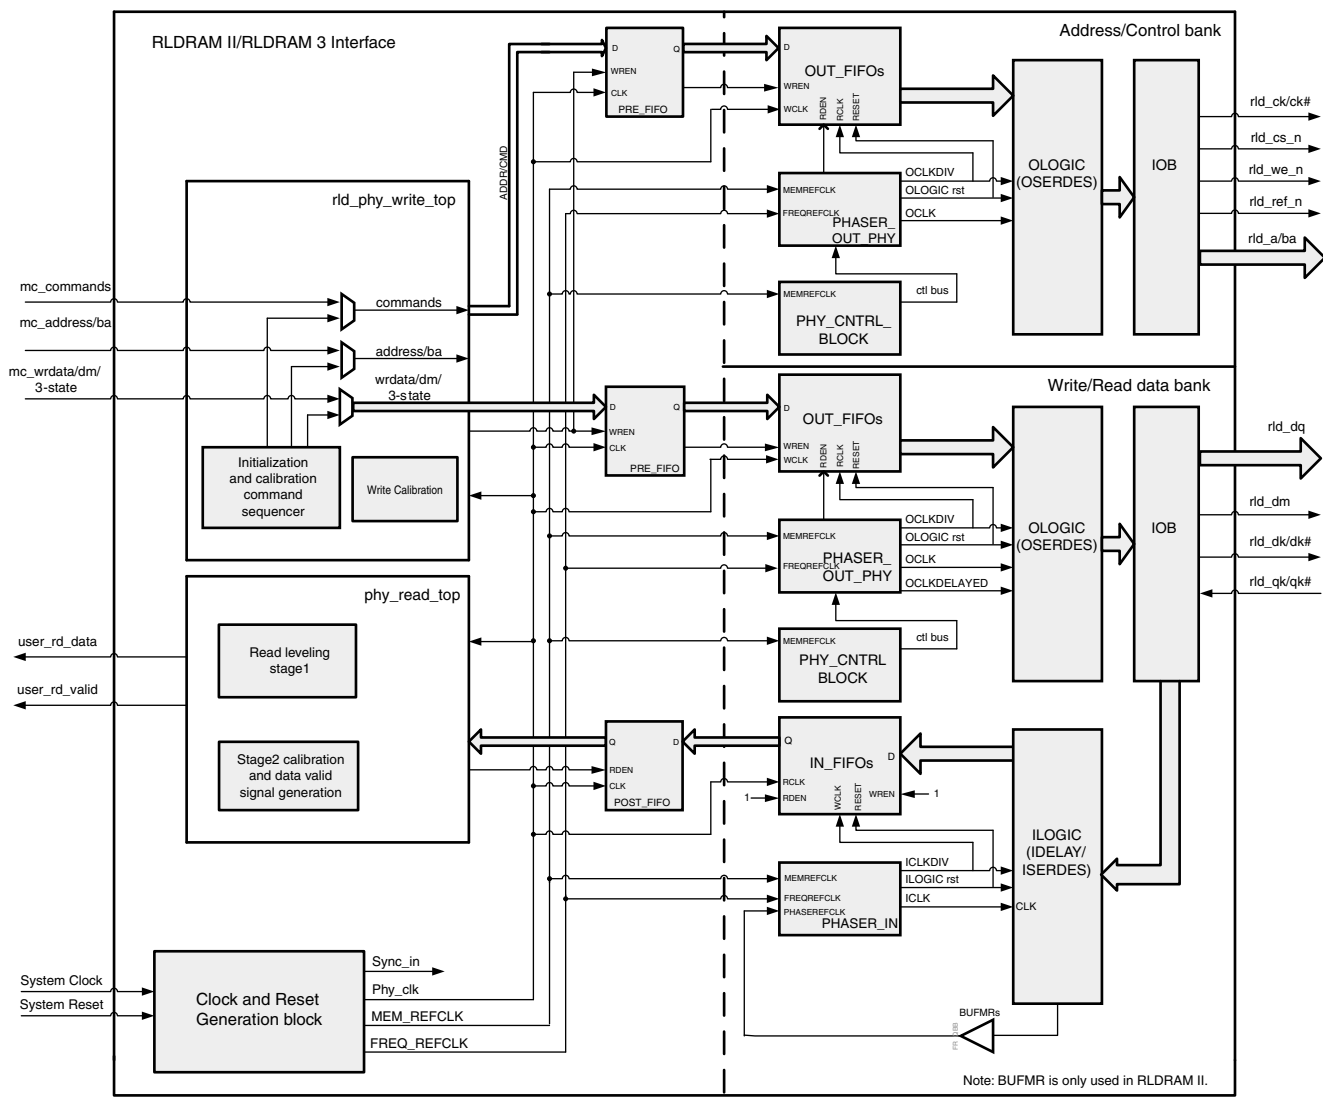 RLDRAM II/RLDRAM 3 Interface
Address/Control bank
D
Q
WREN
CLK
PRE_FIFO
D
OUT_FIFOs
WREN
WCLK
RDEN
RCLK
RESET
OLOGIC
(OSERDES)
IOB
rld_ck/ck#
rld_cs_n
rld_we_n
rld_ref_n
rld_a/ba
ADDR/CMD
MEMREFCLK
FREQREFCLK
PHASER_
OUT_PHY
OCLKDIV
OLOGIC rst
OCLK
MEMREFCLK
PHY_CNTRL_
BLOCK
ctl bus
rld_phy_write_top
mc_commands
mc_address/ba
mc_wrdata/dm/
3-state
commands
address/ba
wrdata/dm/
3-state
Initialization
and calibration
command
sequencer
Write Calibration
Write/Read data bank
D
Q
WREN
CLK
PRE_FIFO
D
OUT_FIFOs
WREN
WCLK
RDEN
RCLK
RESET
OLOGIC
(OSERDES)
IOB
rld_dq
rld_dm
rld_dk/dk#
rld_qk/qk#
MEMREFCLK
FREQREFCLK
PHASER_
OUT_PHY
OCLKDIV
OLOGIC rst
OCLK
OCLKDELAYED
MEMREFCLK
PHY_CNTRL
BLOCK
ctl bus
phy_read_top
user_rd_data
user_rd_valid
Read leveling
stage1
Stage2 calibration
and data valid
signal generation
Q
D
RDEN
CLK
POST_FIFO
Q
D
IN_FIFOs
RCLK
1
RDEN
WCLK
RESET
WREN
1
ILOGIC
(IDELAY/
ISERDES)
CLK
MEMREFCLK
FREQREFCLK
PHASEREFCLK
PHASER_IN
ICLKDIV
ILOGIC rst
ICLK
System Clock
System Reset
Clock and Reset
Generation block
Sync_in
Phy_clk
MEM_REFCLK
FREQ_REFCLK
BUFMRs
Note: BUFMR is only used in RLDRAM II.